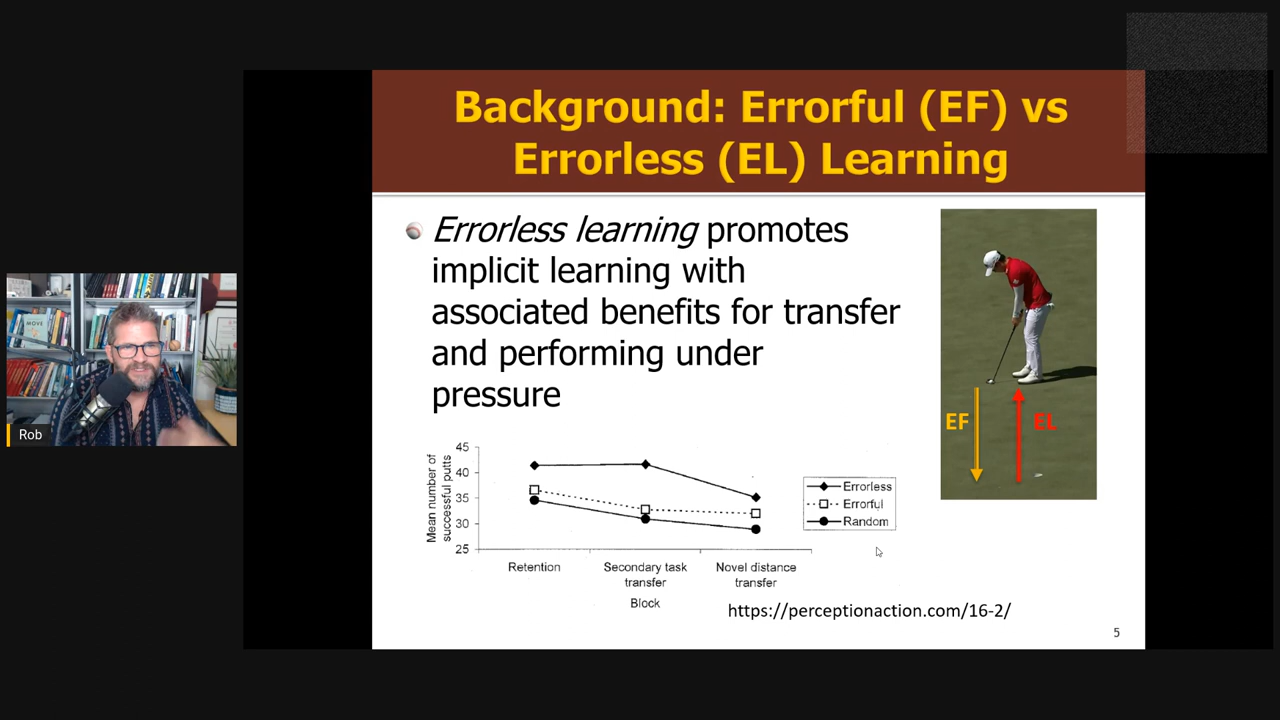 Background: Errorful (EF) vs
Errorless (EL) Learning
Errorless learning promotes
implicit learning with
associated benefits for transfer
and performing under
pressure
EF
EL
Mean number of
successful putts
45
40
35
30
25
Retention
Secondary task
transfer
Novel distance
transfer
Block
Errorless
Errorful
Random
https://perceptionaction.com/16-2/
5
MOVE
Rob